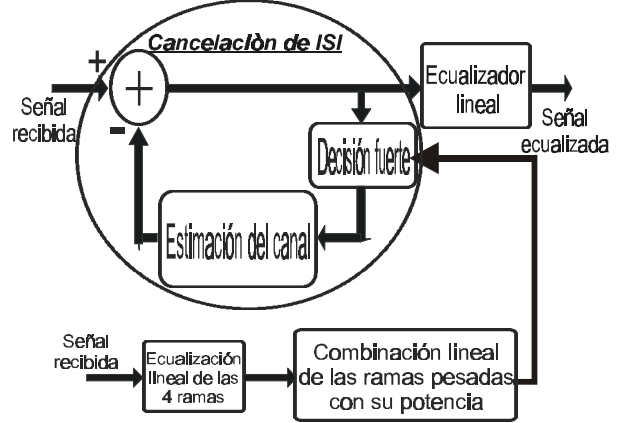 Cancelaciòn de ISI
+
+
-
Señal
recibida
Ecualizador
lineal
Señal
ecualizada
Decisión fuerte
Estimación del canal
Señal
recibida
Ecualización
lineal de las
4 ramas
Combinación lineal
de las ramas pesadas
con su potencia